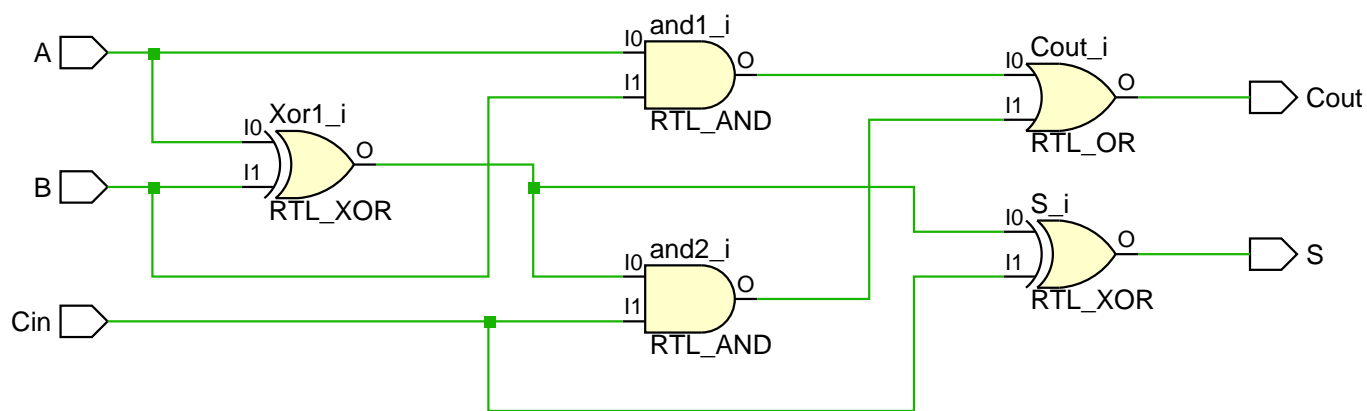 A
B
Cin
Xor1_i
I0
I1
O
RTL_XOR
and1_i
I0
I1
O
RTL_AND
and2_i
I0
I1
O
RTL_AND
Cout_i
I0
I1
O
RTL_OR
S_i
I0
I1
O
RTL_XOR
Cout
S